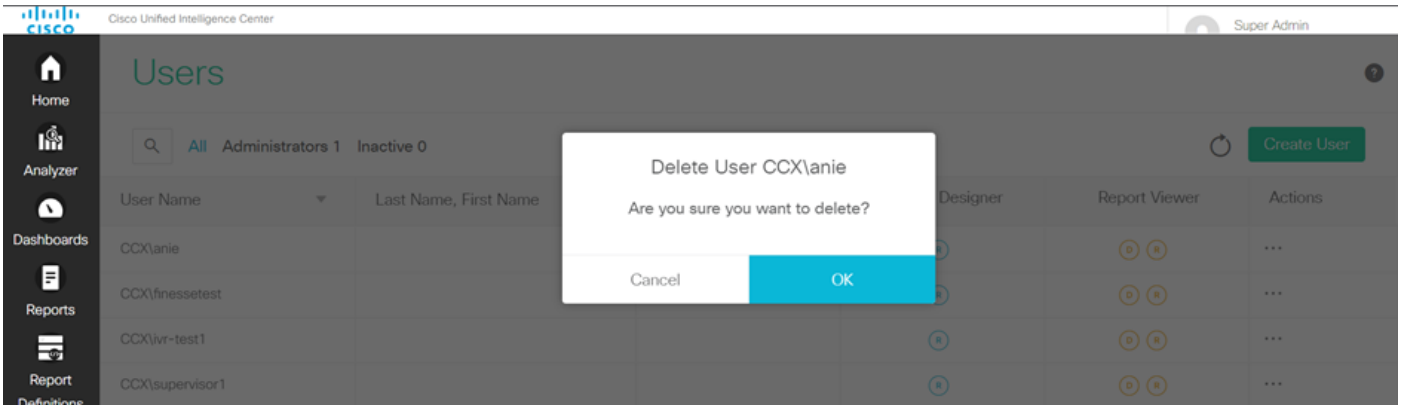 CISCO
Cisco Unified Intelligence Center
Super Admin
Home
Analyzer
Dashboards
Reports
Report
Definitions
Users
?
All Administrators 1 Inactive 0
Create User
User Name Last Name, First Name Designer Report Viewer Actions
CCX\anie R D R ...
CCX\finessetest R D R ...
CCX\ivr-test1 R D R ...
CCX\supervisor1 R D R ...
Delete User CCX\anie
Are you sure you want to delete?
Cancel OK